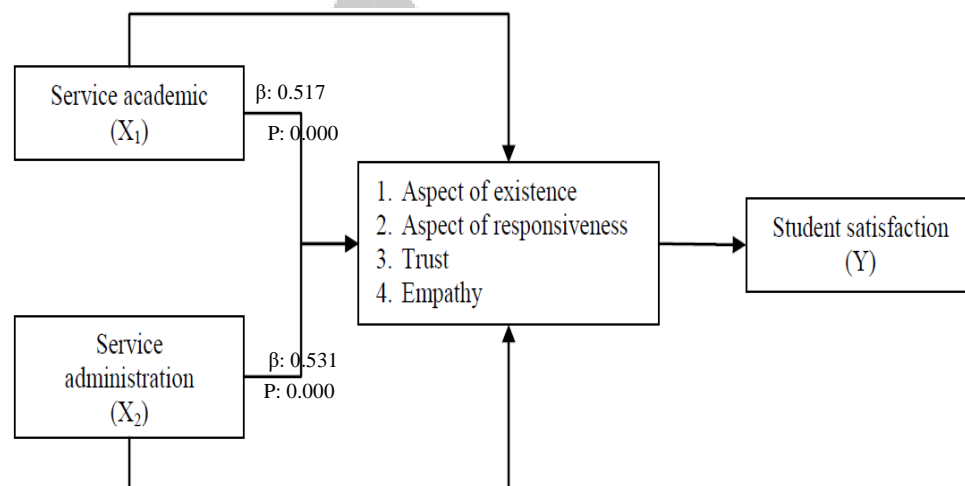 Service academic
(X₁)
β: 0.517
P: 0.000
1. Aspect of existence
2. Aspect of responsiveness
3. Trust
4. Empathy
Student satisfaction
(Y)
Service
administration
(X₂)
β: 0.531
P: 0.000